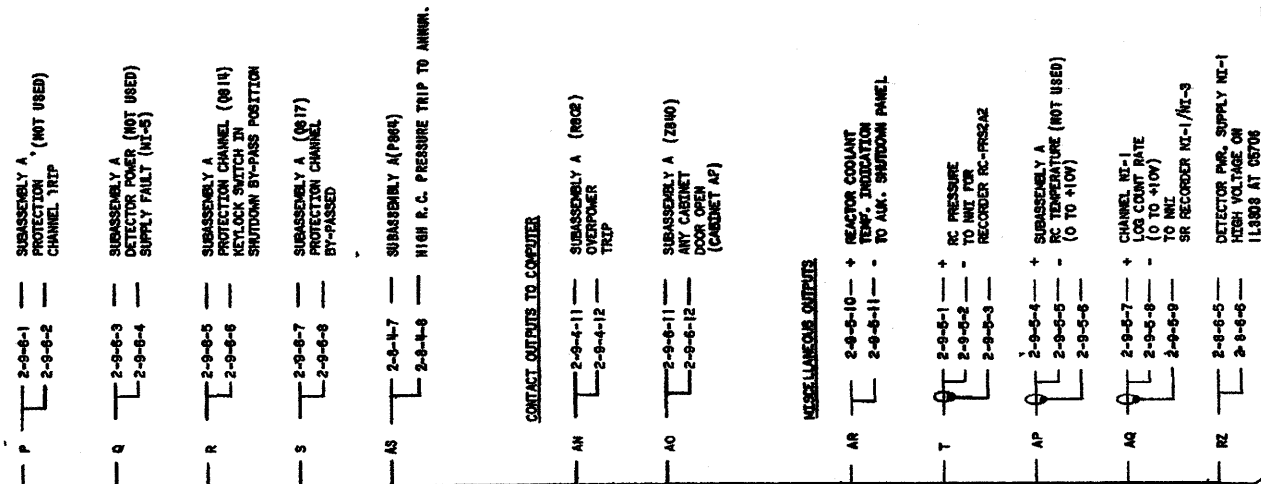 P 2-9-6-1 SUBASSEMBLY A
2-9-6-2 PROTECTION (NOT USED)
CHANNEL TRIP
Q 2-9-6-3 SUBASSEMBLY A
2-9-6-4 DETECTOR POWER (NOT USED)
SUPPLY FAULT (NI-5)
R 2-9-6-5 SUBASSEMBLY A
2-9-6-6 PROTECTION CHANNEL (0814)
KEYLOCK SWITCH IN
SHUTDOWN BY-PASS POSITION
S 2-9-6-7 SUBASSEMBLY A (0817)
2-9-6-8 PROTECTION CHANNEL
BY-PASSED
AS 2-8-4-7 SUBASSEMBLY A(P864)
2-8-4-8 HIGH R.C. PRESSURE TRIP TO ANNUN.
CONTACT OUTPUTS TO COMPUTER
AN 2-9-4-11 SUBASSEMBLY A (R802)
2-9-4-12 OVERPOWER
TRIP
AO 2-9-6-11 SUBASSEMBLY A (Z840)
2-9-6-12 ANY CABINET
DOOR OPEN
(CABINET AP)
MISCELLANEOUS OUTPUTS
AR 2-9-5-10 + REACTOR COOLANT
2-9-5-11 - TEMP. INDICATION
TO AUX. SHUTDOWN PANEL
T 2-9-5-1 + RC PRESSURE
2-9-5-2 - TO NNI FOR
2-9-5-3 RECORDER RC-PRS2A2
AP 2-9-5-4 + SUBASSEMBLY A
2-9-5-5 - RC TEMPERATURE (NOT USED)
2-9-5-6 (0 TO +10V)
AQ 2-9-5-7 + CHANNEL NI-1
2-9-5-8 - LOG COUNT RATE
2-9-5-9 (0 TO +10V)
TO NNI
SR RECORDER NI-1/NI-3
RZ 2-8-6-5 DETECTOR PWR. SUPPLY NI-1
2-8-6-6 HIGH VOLTAGE ON
AT C5706